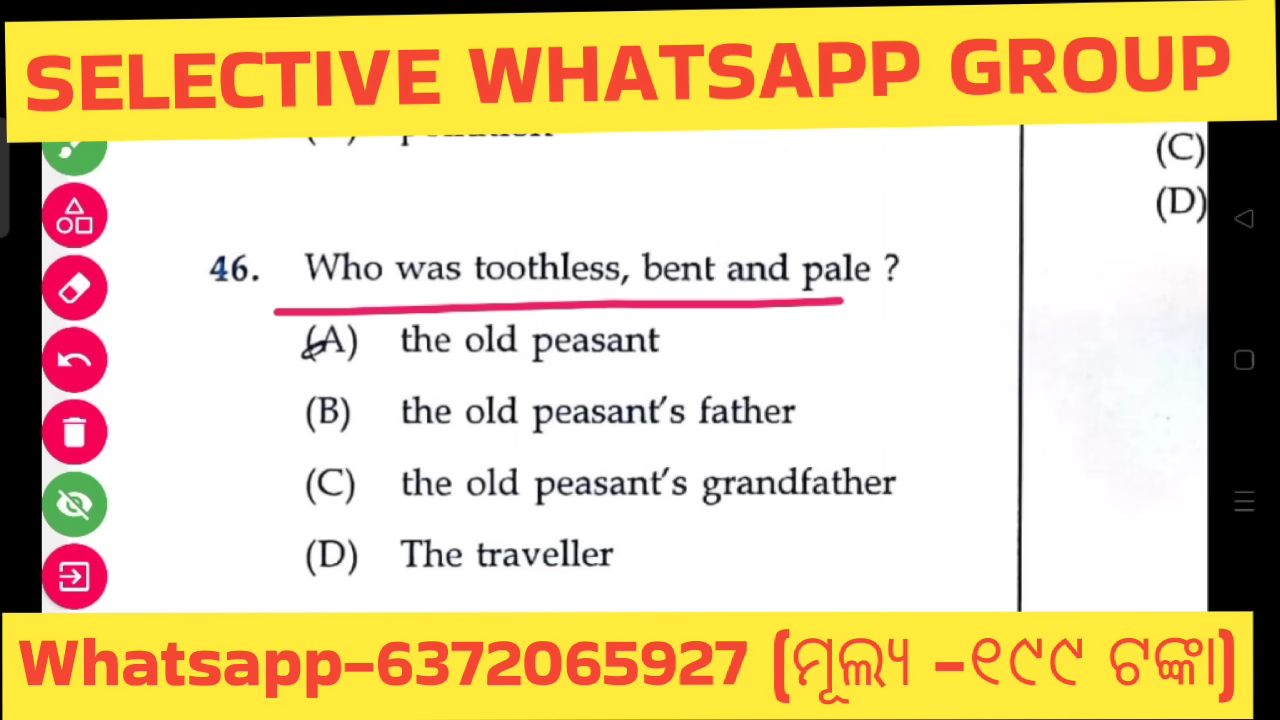 SELECTIVE WHATSAPP GROUP
(C)
(D)
46. Who was toothless, bent and pale ?
(A) the old peasant
(B) the old peasant's father
(C) the old peasant's grandfather
(D) The traveller
Whatsapp-6372065927 (ମୂଲ୍ୟ -୧୯୯ ଟଙ୍କା)